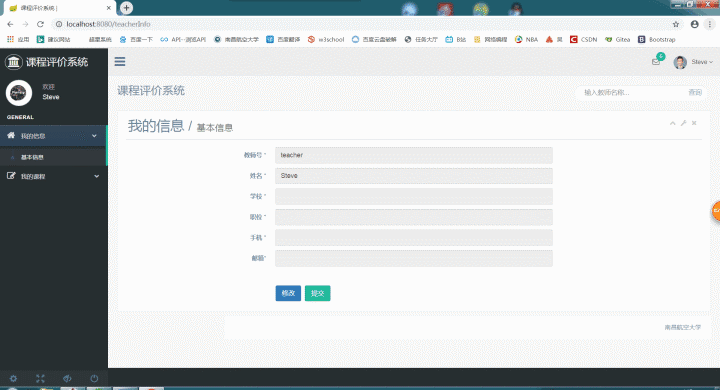 课程评价系统 |
localhost:8080/teacherInfo
应用 建议网站 超星系统 百度一下 API--浏览API 南昌航空大学 百度翻译 w3school 百度云盘破解 任务大厅 B站 网络编程 NBA CSDN Gitea Bootstrap
课程评价系统
Steve
欢迎
Steve
GENERAL
我的信息
基本信息
我的课程
课程评价系统
输入教师名称... 查询
我的信息 / 基本信息
教师号 * teacher
姓名 * Steve
学校 *
职位 *
手机 *
邮箱*
修改 提交
南昌航空大学